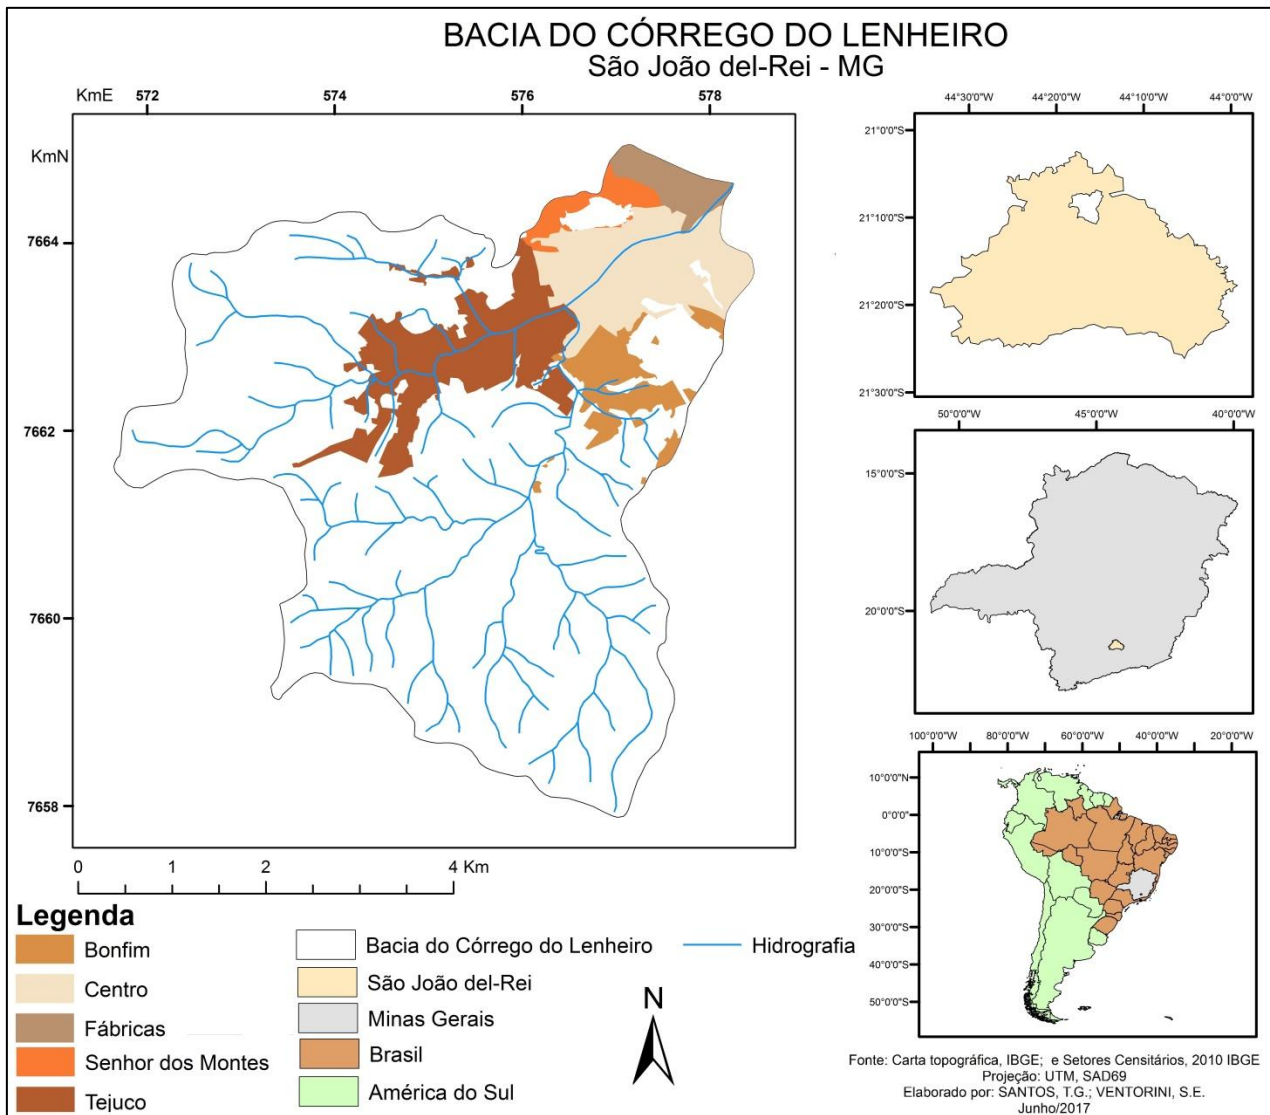 BACIA DO CÓRREGO DO LENHEIRO
São João del-Rei - MG
KmE 572 574 576 578
KmN
7664
7662
7660
7658
0 1 2 4 Km
44°30'0"W 44°20'0"W 44°10'0"W 44°0'0"W
21°0'0"S
21°10'0"S
21°20'0"S
21°30'0"S
50°0'0"W 45°0'0"W 40°0'0"W
15°0'0"S
20°0'0"S
100°0'0"W 80°0'0"W 60°0'0"W 40°0'0"W 20°0'0"W
10°0'0"N
0°0'0"
10°0'0"S
20°0'0"S
30°0'0"S
40°0'0"S
50°0'0"S
Legenda
Bonfim
Centro
Fábricas
Senhor dos Montes
Tejuco
Bacia do Córrego do Lenheiro
São João del-Rei
Minas Gerais
Brasil
América do Sul
Hidrografia
N
Fonte: Carta topográfica, IBGE; e Setores Censitários, 2010 IBGE
Projeção: UTM, SAD69
Elaborado por: SANTOS, T.G.; VENTORINI, S.E.
Junho/2017